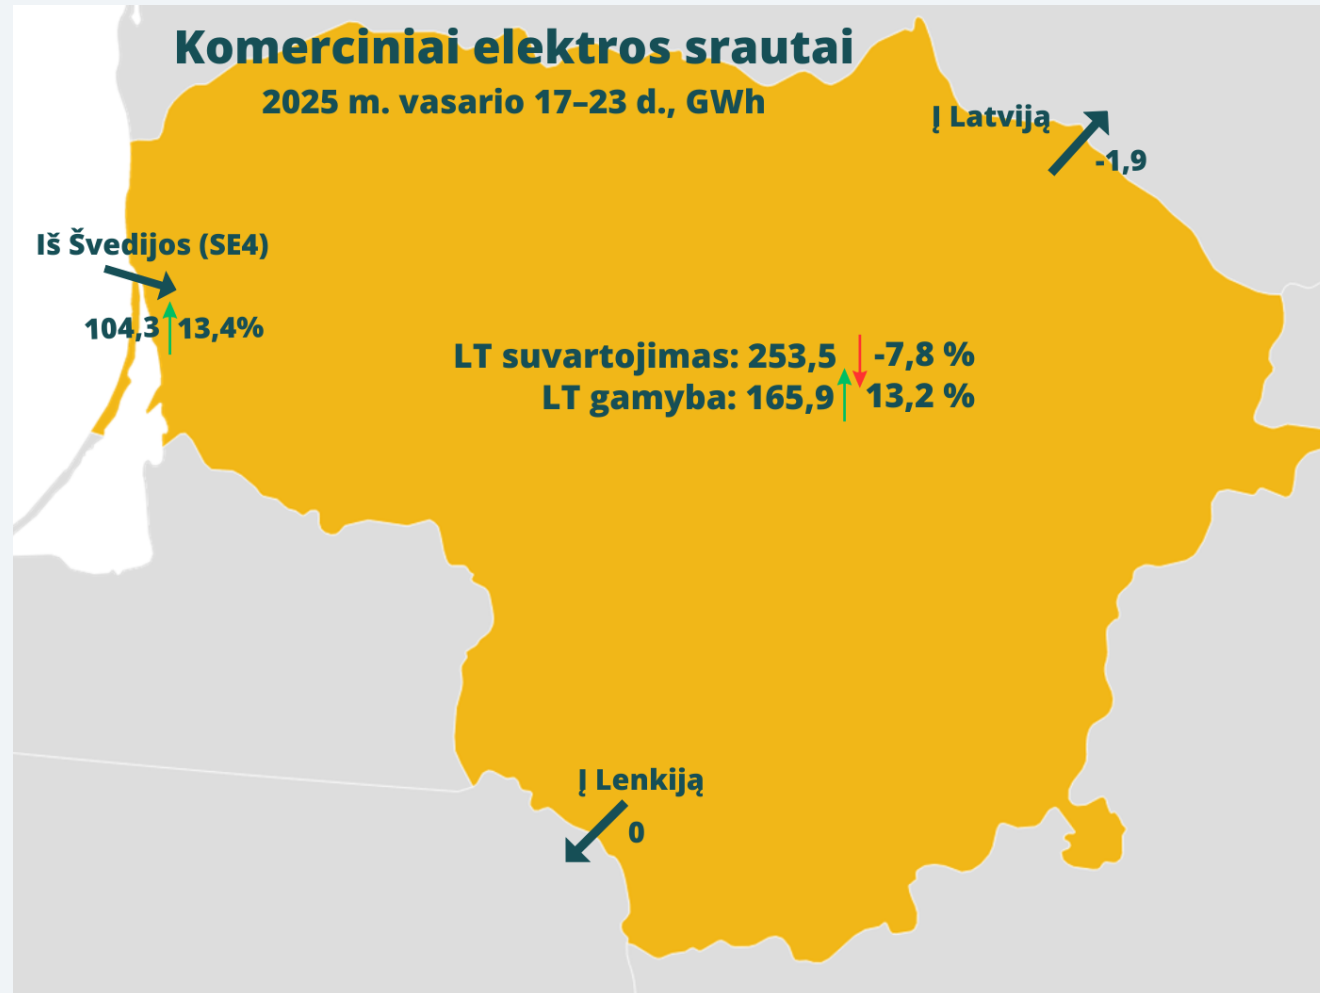 Komerciniai elektros srautai
2025 m. vasario 17–23 d., GWh
Į Latviją
-1,9
Iš Švedijos (SE4)
104,3 13,4%
LT suvartojimas: 253,5 -7,8 %
LT gamyba: 165,9 13,2 %
Į Lenkiją
0